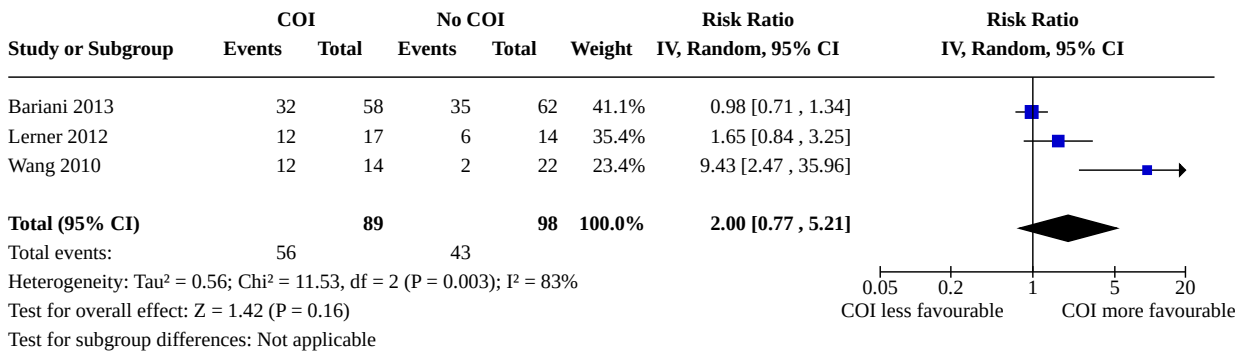 COI No COI Risk Ratio Risk Ratio
Study or Subgroup Events Total Events Total Weight IV, Random, 95% CI IV, Random, 95% CI
Bariani 2013 32 58 35 62 41.1% 0.98 [0.71 , 1.34]
Lerner 2012 12 17 6 14 35.4% 1.65 [0.84 , 3.25]
Wang 2010 12 14 2 22 23.4% 9.43 [2.47 , 35.96]
Total (95% CI) 89 98 100.0% 2.00 [0.77 , 5.21]
Total events: 56 43
Heterogeneity: Tau² = 0.56; Chi² = 11.53, df = 2 (P = 0.003); I² = 83%
0.05 0.2 1 5 20
Test for overall effect: Z = 1.42 (P = 0.16) COI less favourable COI more favourable
Test for subgroup differences: Not applicable